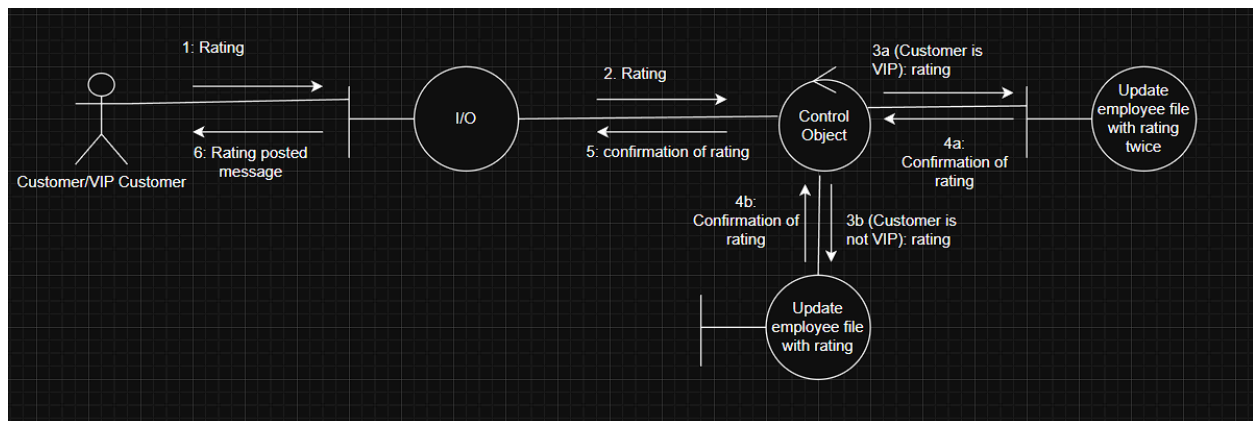 1: Rating
6: Rating posted
message
Customer/VIP Customer
I/O
2. Rating
5: confirmation of rating
Control
Object
3a (Customer is
VIP): rating
4a:
Confirmation of
rating
Update
employee file
with rating
twice
4b:
Confirmation of
rating
3b (Customer is
not VIP): rating
Update
employee file
with rating